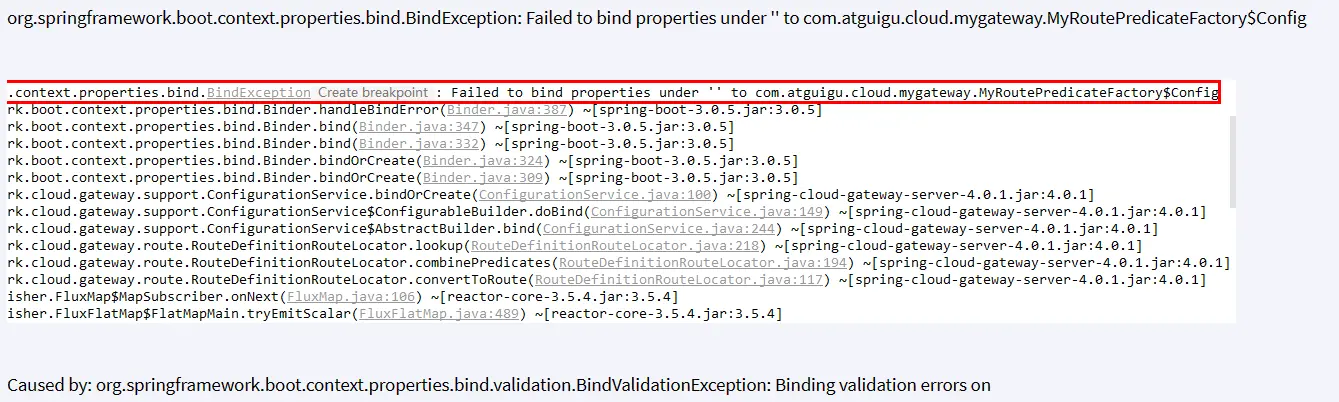 org.springframework.boot.context.properties.bind.BindException: Failed to bind properties under '' to com.atguigu.cloud.mygateway.MyRoutePredicateFactory$Config
.context.properties.bind.BindException Create breakpoint : Failed to bind properties under '' to com.atguigu.cloud.mygateway.MyRoutePredicateFactory$Config
rk.boot.context.properties.bind.Binder.handleBindError(Binder.java:387) ~[spring-boot-3.0.5.jar:3.0.5]
rk.boot.context.properties.bind.Binder.bind(Binder.java:347) ~[spring-boot-3.0.5.jar:3.0.5]
rk.boot.context.properties.bind.Binder.bind(Binder.java:332) ~[spring-boot-3.0.5.jar:3.0.5]
rk.boot.context.properties.bind.Binder.bindOrCreate(Binder.java:324) ~[spring-boot-3.0.5.jar:3.0.5]
rk.boot.context.properties.bind.Binder.bindOrCreate(Binder.java:309) ~[spring-boot-3.0.5.jar:3.0.5]
rk.cloud.gateway.support.ConfigurationService.bindOrCreate(ConfigurationService.java:100) ~[spring-cloud-gateway-server-4.0.1.jar:4.0.1]
rk.cloud.gateway.support.ConfigurationService$ConfigurableBuilder.doBind(ConfigurationService.java:149) ~[spring-cloud-gateway-server-4.0.1.jar:4.0.1]
rk.cloud.gateway.support.ConfigurationService$AbstractBuilder.bind(ConfigurationService.java:244) ~[spring-cloud-gateway-server-4.0.1.jar:4.0.1]
rk.cloud.gateway.route.RouteDefinitionRouteLocator.lookup(RouteDefinitionRouteLocator.java:218) ~[spring-cloud-gateway-server-4.0.1.jar:4.0.1]
rk.cloud.gateway.route.RouteDefinitionRouteLocator.combinePredicates(RouteDefinitionRouteLocator.java:194) ~[spring-cloud-gateway-server-4.0.1.jar:4.0.1]
rk.cloud.gateway.route.RouteDefinitionRouteLocator.convertToRoute(RouteDefinitionRouteLocator.java:117) ~[spring-cloud-gateway-server-4.0.1.jar:4.0.1]
isher.FluxMap$MapSubscriber.onNext(FluxMap.java:106) ~[reactor-core-3.5.4.jar:3.5.4]
isher.FluxFlatMap$FlatMapMain.tryEmitScalar(FluxFlatMap.java:489) ~[reactor-core-3.5.4.jar:3.5.4]
Caused by: org.springframework.boot.context.properties.bind.validation.BindValidationException: Binding validation errors on